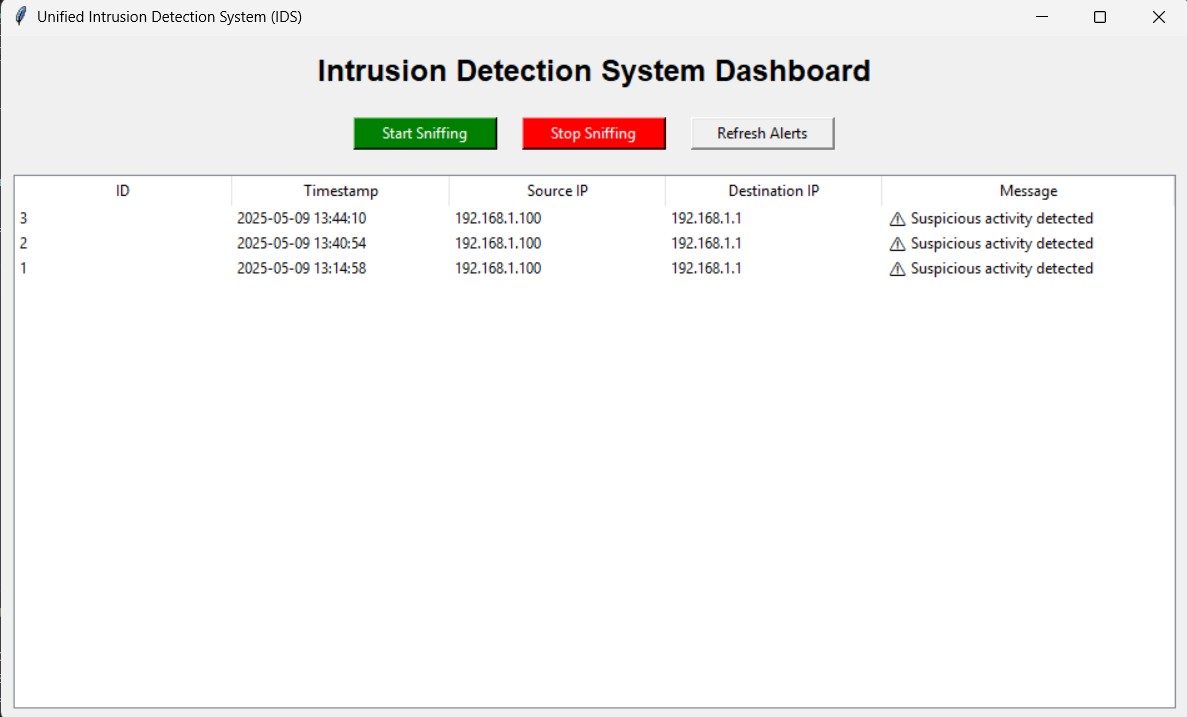 Unified Intrusion Detection System (IDS)
Intrusion Detection System Dashboard
Start Sniffing Stop Sniffing Refresh Alerts
ID Timestamp Source IP Destination IP Message
3 2025-05-09 13:44:10 192.168.1.100 192.168.1.1 ⚠ Suspicious activity detected
2 2025-05-09 13:40:54 192.168.1.100 192.168.1.1 ⚠ Suspicious activity detected
1 2025-05-09 13:14:58 192.168.1.100 192.168.1.1 ⚠ Suspicious activity detected